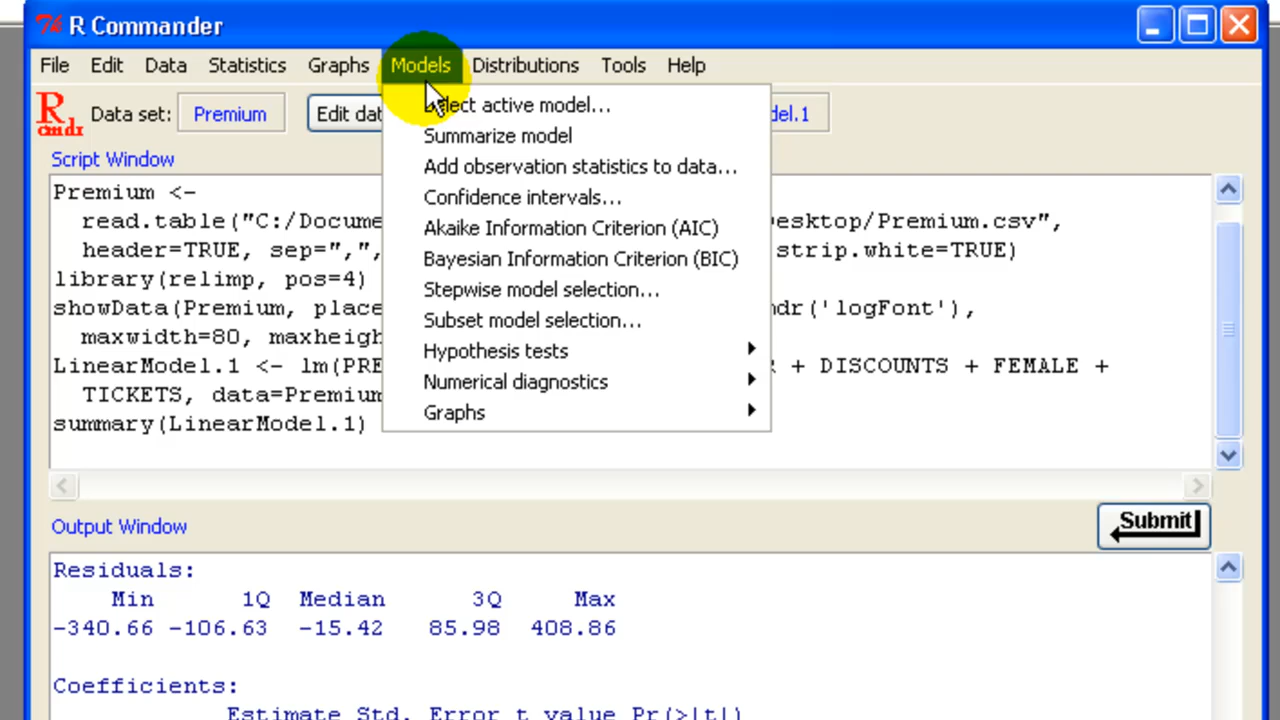 R Commander
File Edit Data Statistics Graphs Models Distributions Tools Help
R cmdr Data set: Premium Edit dat del.1
Select active model...
Summarize model
Add observation statistics to data...
Confidence intervals...
Akaike Information Criterion (AIC)
Bayesian Information Criterion (BIC)
Stepwise model selection...
Subset model selection...
Hypothesis tests
Numerical diagnostics
Graphs
Script Window
Premium <-
read.table("C:/Docume esktop/Premium.csv",
header=TRUE, sep=",", strip.white=TRUE)
library(relimp, pos=4)
showData(Premium, place mdr('logFont'),
maxwidth=80, maxheigh
LinearModel.1 <- lm(PRE R + DISCOUNTS + FEMALE +
TICKETS, data=Premium
summary(LinearModel.1)
Submit
Output Window
Residuals:
Min 1Q Median 3Q Max
-340.66 -106.63 -15.42 85.98 408.86
Coefficients:
Estimate Std. Error t value Pr(>|t|)